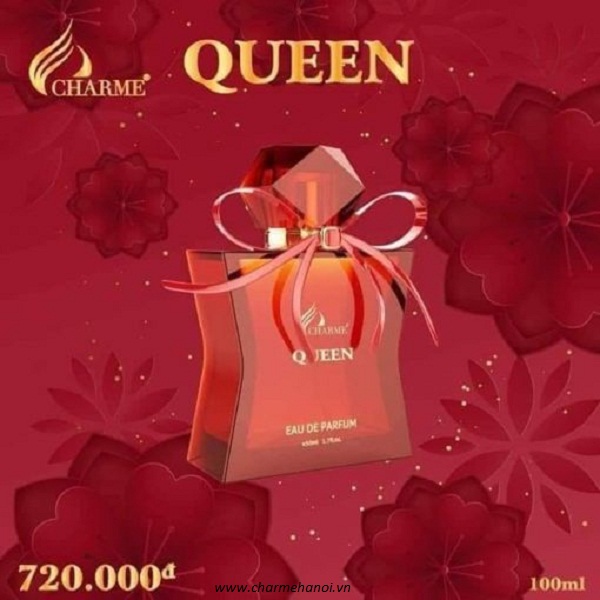 CHARME®
QUEEN
CHARME®
QUEEN
EAU DE PARFUM
720.000đ
www.charmehanoi.vn
100ml